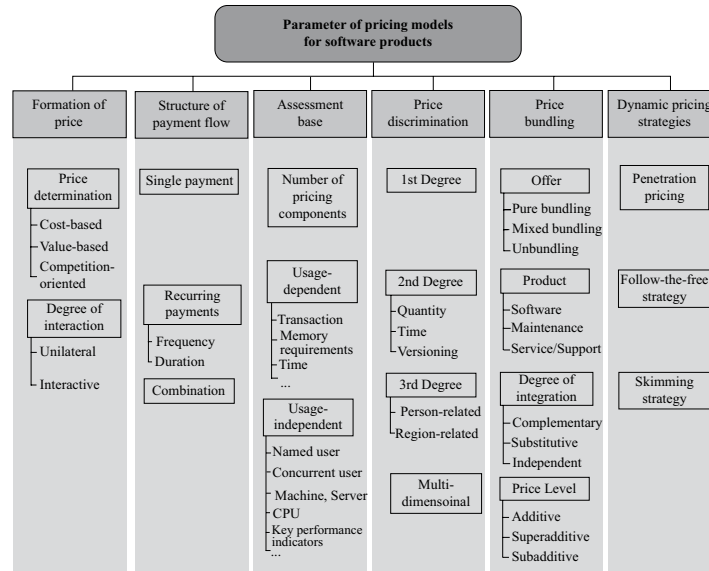 Parameter of pricing models
for software products
Formation of
price
Structure of
payment flow
Assessment
base
Price
discrimination
Price
bundling
Dynamic pricing
strategies
Price
determination
Cost-based
Value-based
Competition-
oriented
Degree of
interaction
Unilateral
Interactive
Single payment
Recurring
payments
Frequency
Duration
Combination
Number of
pricing
components
Usage-
dependent
Transaction
Memory
requirements
Time
...
Usage-
independent
Named user
Concurrent user
Machine, Server
CPU
Key performance
indicators
...
1st Degree
2nd Degree
Quantity
Time
Versioning
3rd Degree
Person-related
Region-related
Multi-
dimensoinal
Offer
Pure bundling
Mixed bundling
Unbundling
Product
Software
Maintenance
Service/Support
Degree of
integration
Complementary
Substitutive
Independent
Price Level
Additive
Superadditive
Subadditive
Penetration
pricing
Follow-the-free
strategy
Skimming
strategy